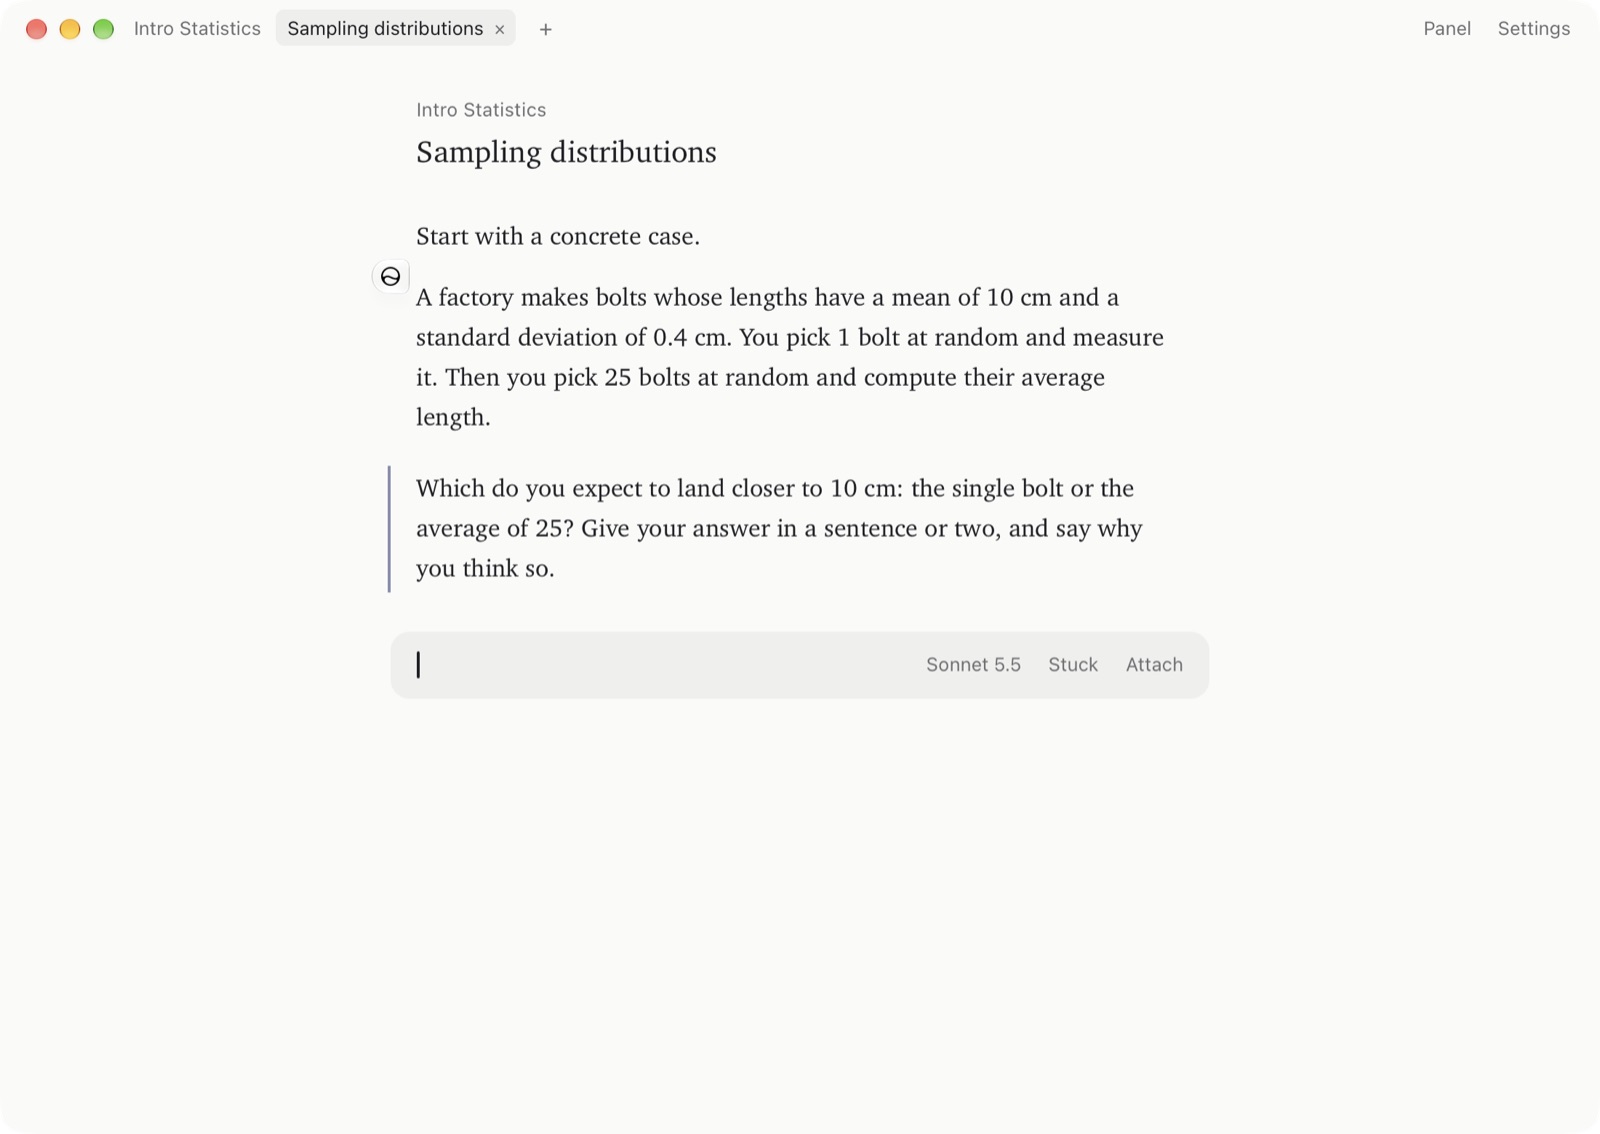 Intro Statistics
Sampling distributions ×
+
Panel
Settings
Intro Statistics
Sampling distributions
Start with a concrete case.
A factory makes bolts whose lengths have a mean of 10 cm and a
standard deviation of 0.4 cm. You pick 1 bolt at random and measure
it. Then you pick 25 bolts at random and compute their average
length.
Which do you expect to land closer to 10 cm: the single bolt or the
average of 25? Give your answer in a sentence or two, and say why
you think so.
Sonnet 5.5
Stuck
Attach